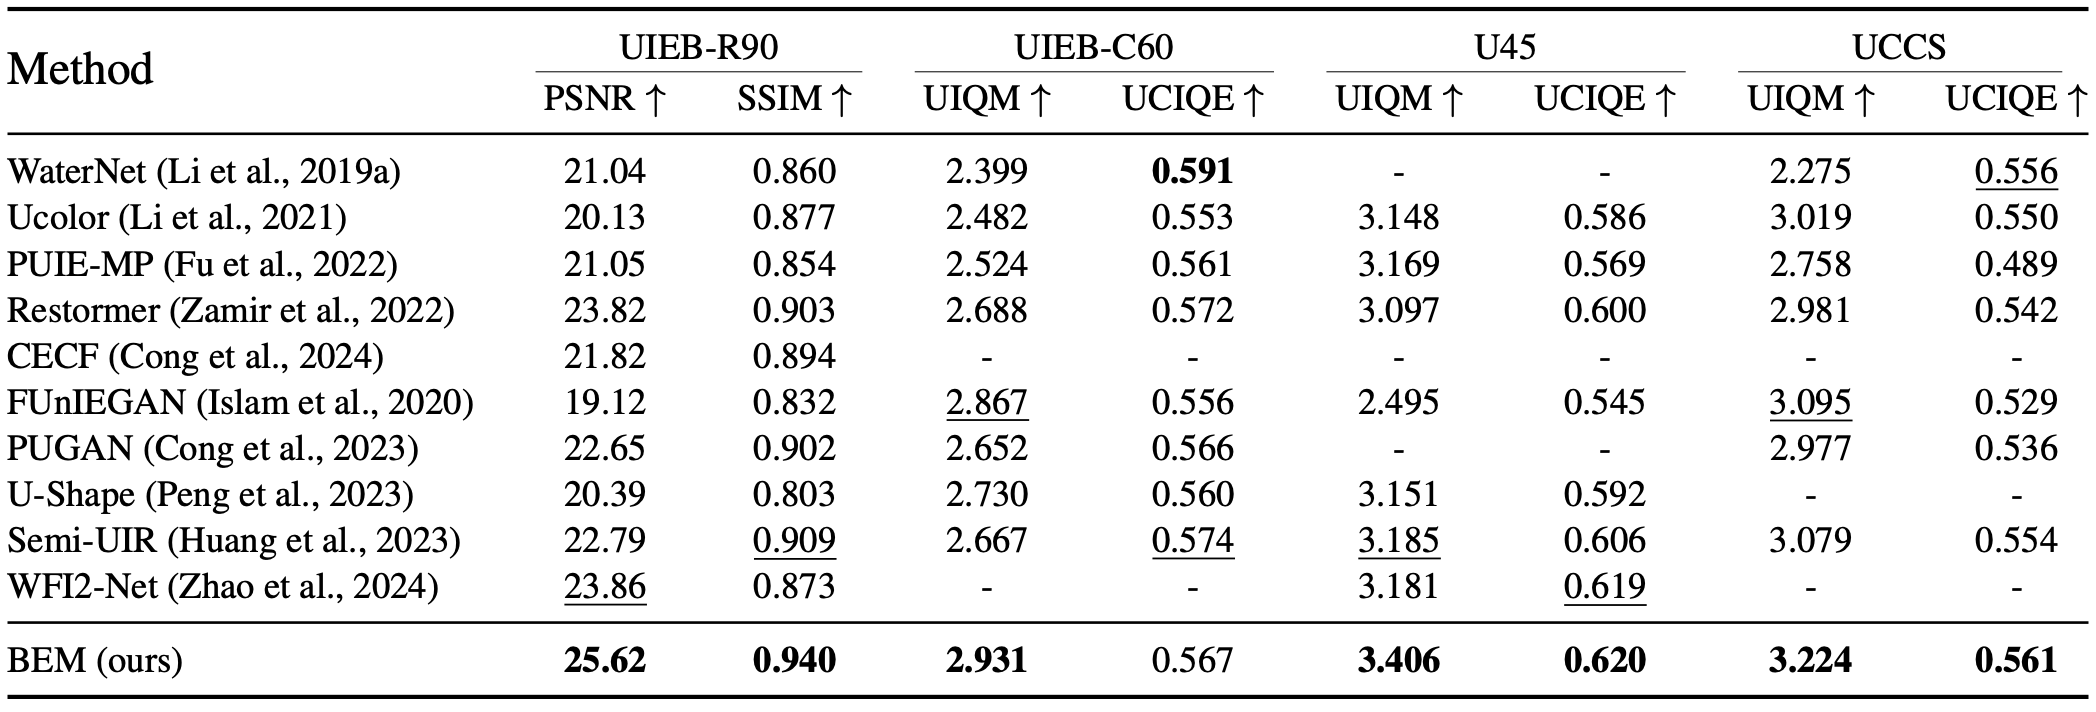 Method UIEB-R90 UIEB-C60 U45 UCCS
PSNR ↑ SSIM ↑ UIQM ↑ UCIQE ↑ UIQM ↑ UCIQE ↑ UIQM ↑ UCIQE ↑
WaterNet (Li et al., 2019a) 21.04 0.860 2.399 0.591 - - 2.275 0.556
Ucolor (Li et al., 2021) 20.13 0.877 2.482 0.553 3.148 0.586 3.019 0.550
PUIE-MP (Fu et al., 2022) 21.05 0.854 2.524 0.561 3.169 0.569 2.758 0.489
Restormer (Zamir et al., 2022) 23.82 0.903 2.688 0.572 3.097 0.600 2.981 0.542
CECF (Cong et al., 2024) 21.82 0.894 - - - - - -
FUnIEGAN (Islam et al., 2020) 19.12 0.832 2.867 0.556 2.495 0.545 3.095 0.529
PUGAN (Cong et al., 2023) 22.65 0.902 2.652 0.566 - - 2.977 0.536
U-Shape (Peng et al., 2023) 20.39 0.803 2.730 0.560 3.151 0.592 - -
Semi-UIR (Huang et al., 2023) 22.79 0.909 2.667 0.574 3.185 0.606 3.079 0.554
WFI2-Net (Zhao et al., 2024) 23.86 0.873 - - 3.181 0.619 - -
BEM (ours) 25.62 0.940 2.931 0.567 3.406 0.620 3.224 0.561